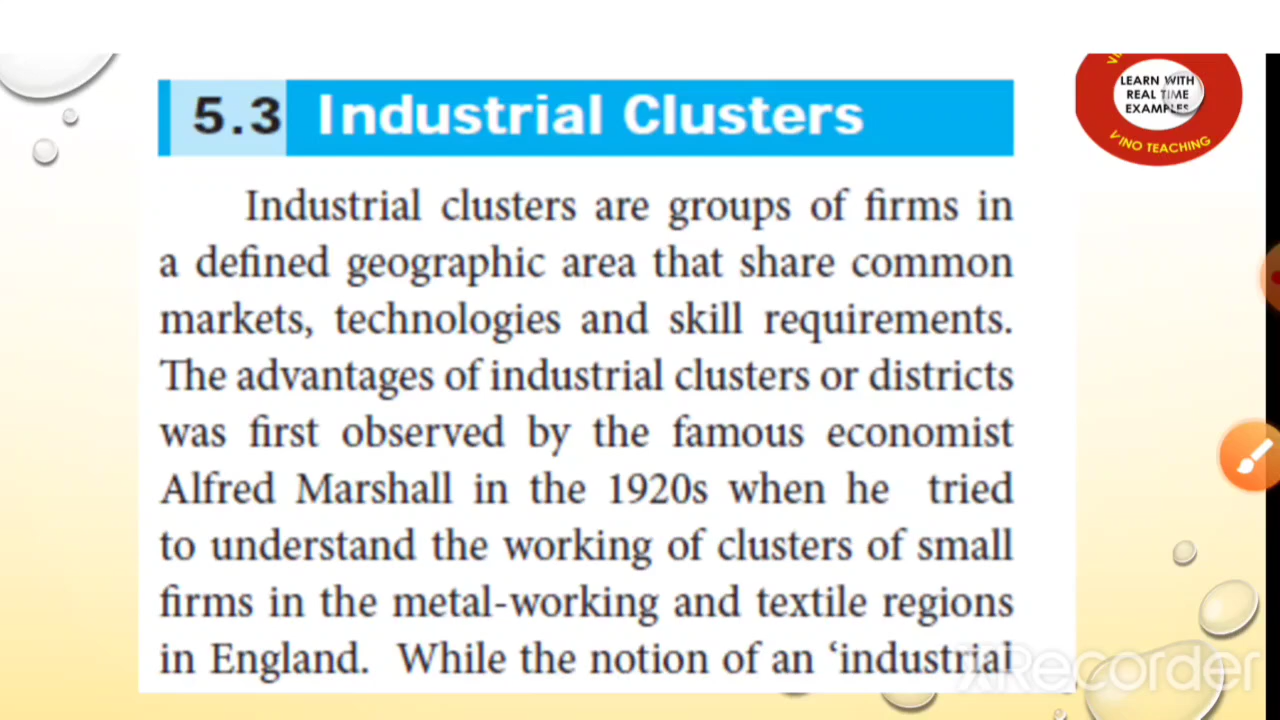 5.3 Industrial Clusters
LEARN WITH
REAL TIME
EXAMPLES
VINO TEACHING
Industrial clusters are groups of firms in
a defined geographic area that share common
markets, technologies and skill requirements.
The advantages of industrial clusters or districts
was first observed by the famous economist
Alfred Marshall in the 1920s when he tried
to understand the working of clusters of small
firms in the metal-working and textile regions
in England. While the notion of an ‘industrial
XRecorder